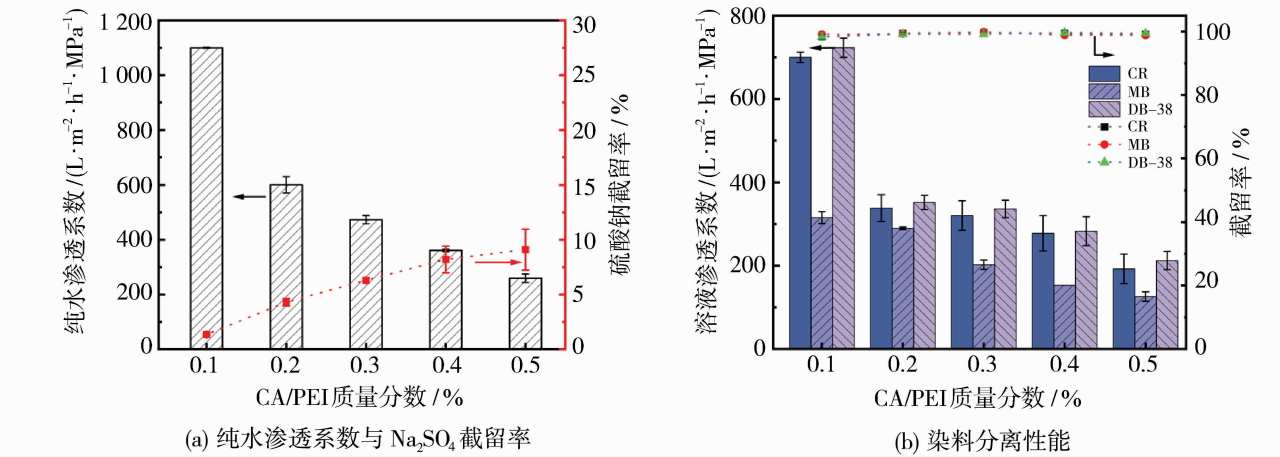 纯水渗透系数/(L·m⁻²·h⁻¹·MPa⁻¹)
1 200
1 000
800
600
400
200
0
0.1 0.2 0.3 0.4 0.5
30
25
20
15
10
5
0
硫酸钠截留率/%
CA/PEI质量分数/%
(a) 纯水渗透系数与 Na₂SO₄ 截留率
溶液渗透系数/(L·m⁻²·h⁻¹·MPa⁻¹)
800
600
400
200
0
CR
MB
DB-38
CR
MB
DB-38
0.1 0.2 0.3 0.4 0.5
100
80
60
40
20
0
截留率/%
CA/PEI质量分数/%
(b) 染料分离性能